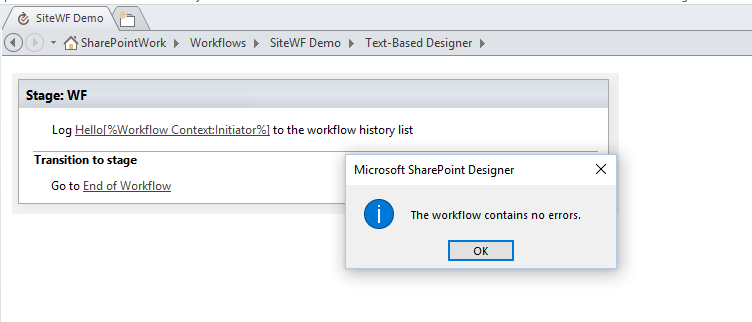 SiteWF Demo
SharePointWork Workflows SiteWF Demo Text-Based Designer
Stage: WF
Log Hello[%Workflow Context:Initiator%] to the workflow history list
Transition to stage
Go to End of Workflow
Microsoft SharePoint Designer
The workflow contains no errors.
OK